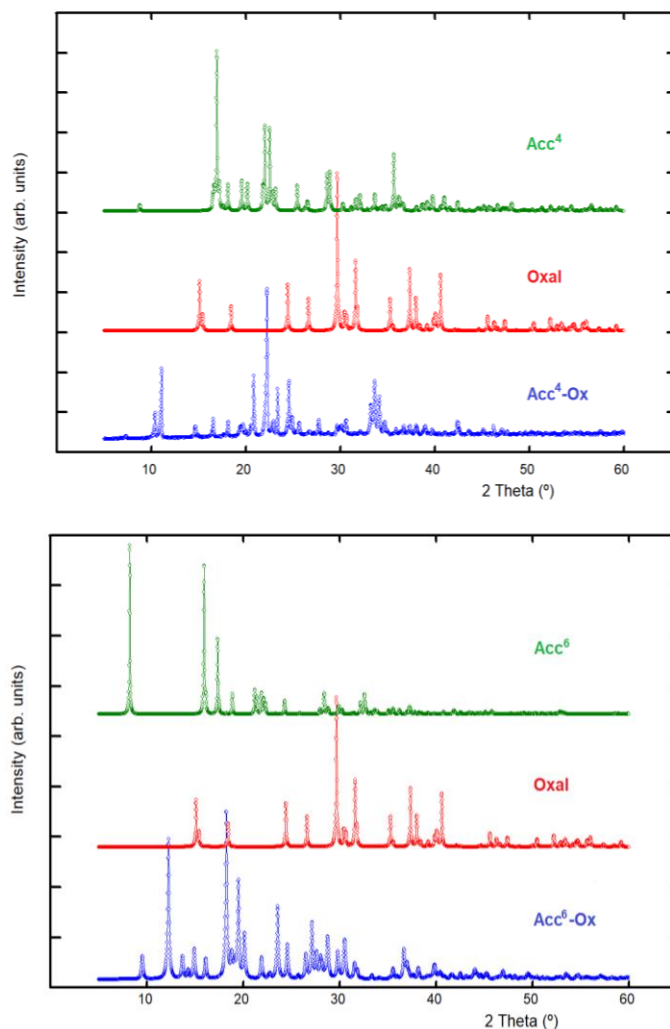 Intensity (arb. units)
Acc⁴
Oxal
Acc⁴-Ox
10 20 30 40 50 60
2 Theta (º)
Intensity (arb. units)
Acc⁶
Oxal
Acc⁶-Ox
10 20 30 40 50 60
2 Theta (º)